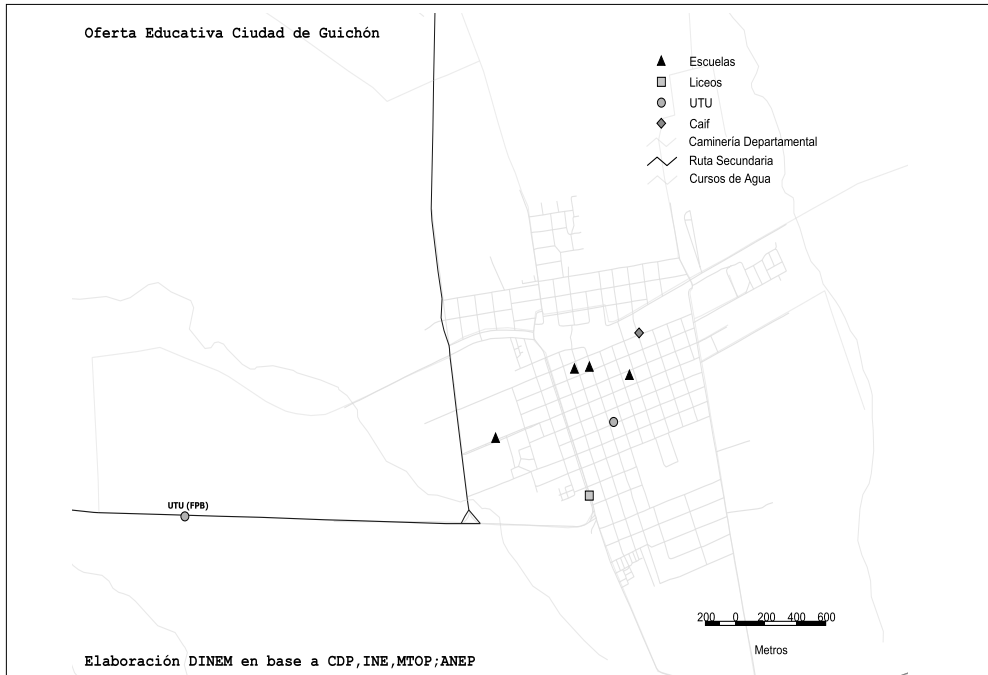 Oferta Educativa Ciudad de Guichón
Escuelas
Liceos
UTU
Caif
Caminería Departamental
Ruta Secundaria
Cursos de Agua
UTU (FPB)
200 0 200 400 600
Metros
Elaboración DINEM en base a CDP,INE,MTOP;ANEP